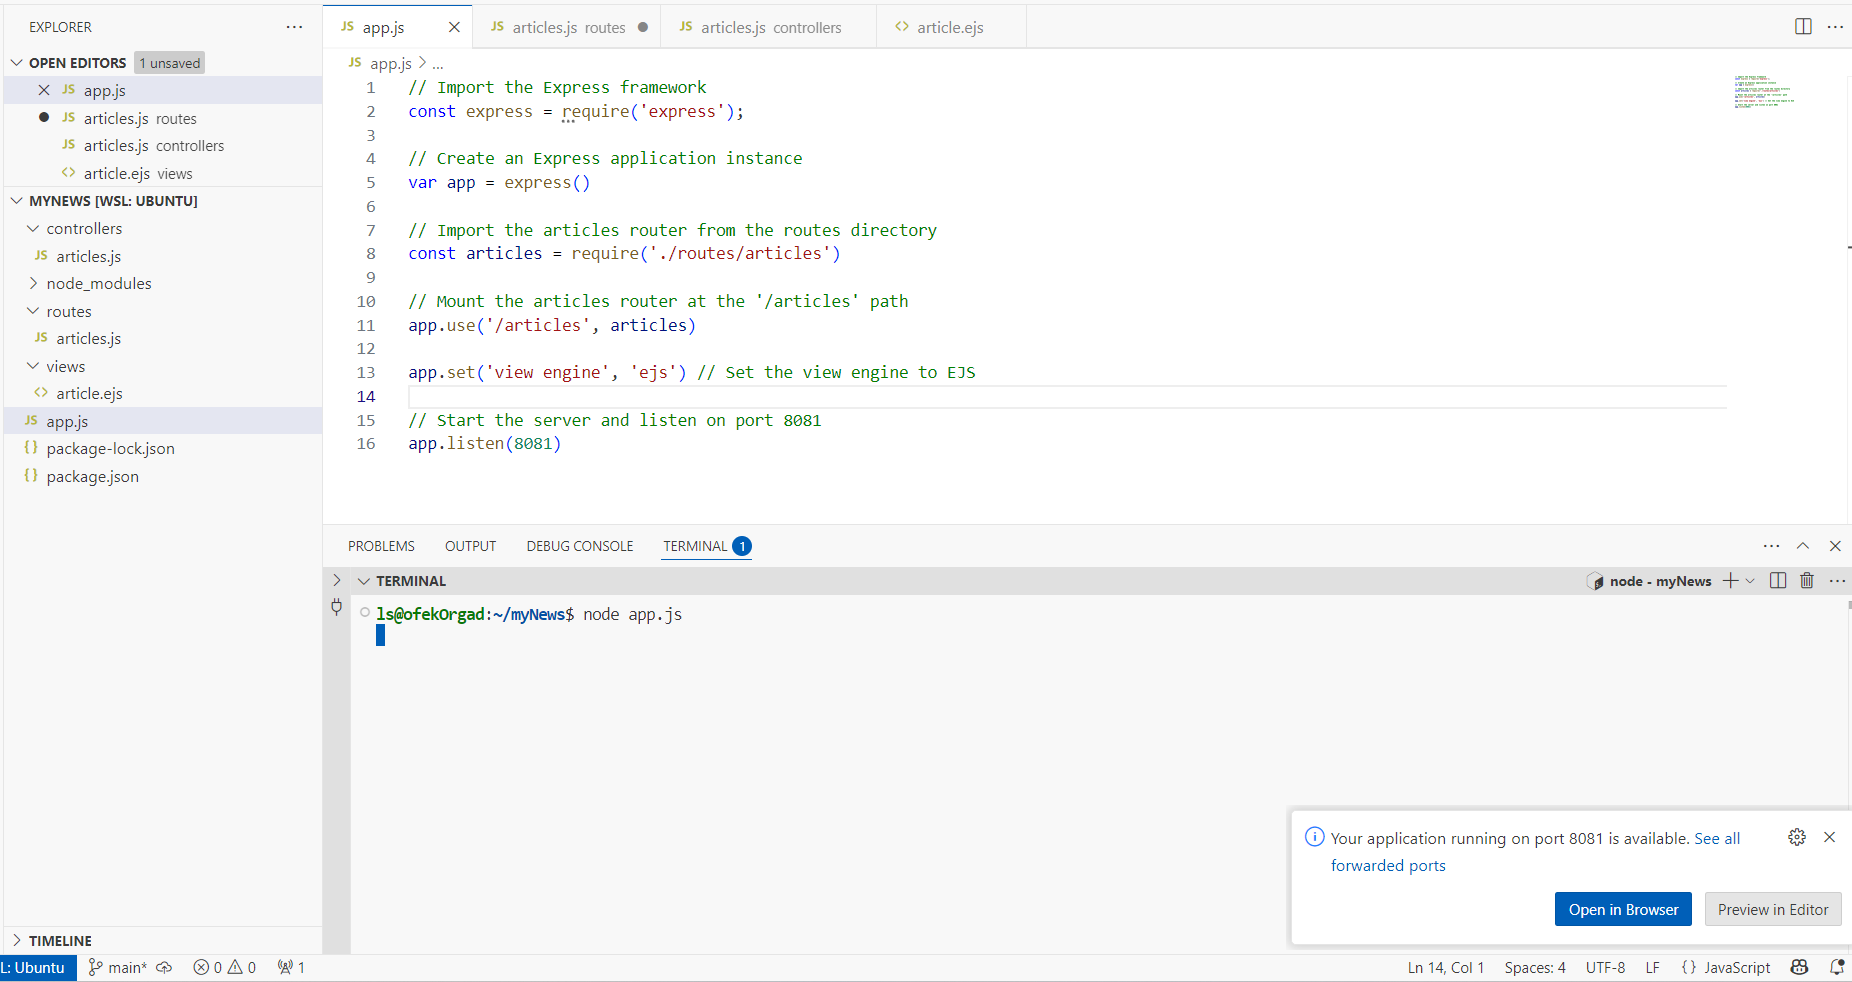 EXPLORER
OPEN EDITORS 1 unsaved
JS app.js
JS articles.js routes
JS articles.js controllers
<> article.ejs views
MYNEWS [WSL: UBUNTU]
controllers
JS articles.js
node_modules
routes
JS articles.js
views
<> article.ejs
JS app.js
{} package-lock.json
{} package.json
TIMELINE
JS app.js
JS articles.js routes
JS articles.js controllers
<> article.ejs
JS app.js > ...
1 // Import the Express framework
2 const express = require('express');
3
4 // Create an Express application instance
5 var app = express()
6
7 // Import the articles router from the routes directory
8 const articles = require('./routes/articles')
9
10 // Mount the articles router at the '/articles' path
11 app.use('/articles', articles)
12
13 app.set('view engine', 'ejs') // Set the view engine to EJS
14
15 // Start the server and listen on port 8081
16 app.listen(8081)
PROBLEMS OUTPUT DEBUG CONSOLE TERMINAL 1
TERMINAL
node - myNews
ls@ofekOrgad:~/myNews$ node app.js
Your application running on port 8081 is available. See all
forwarded ports
Open in Browser Preview in Editor
L: Ubuntu main* 0 0 1 Ln 14, Col 1 Spaces: 4 UTF-8 LF {} JavaScript